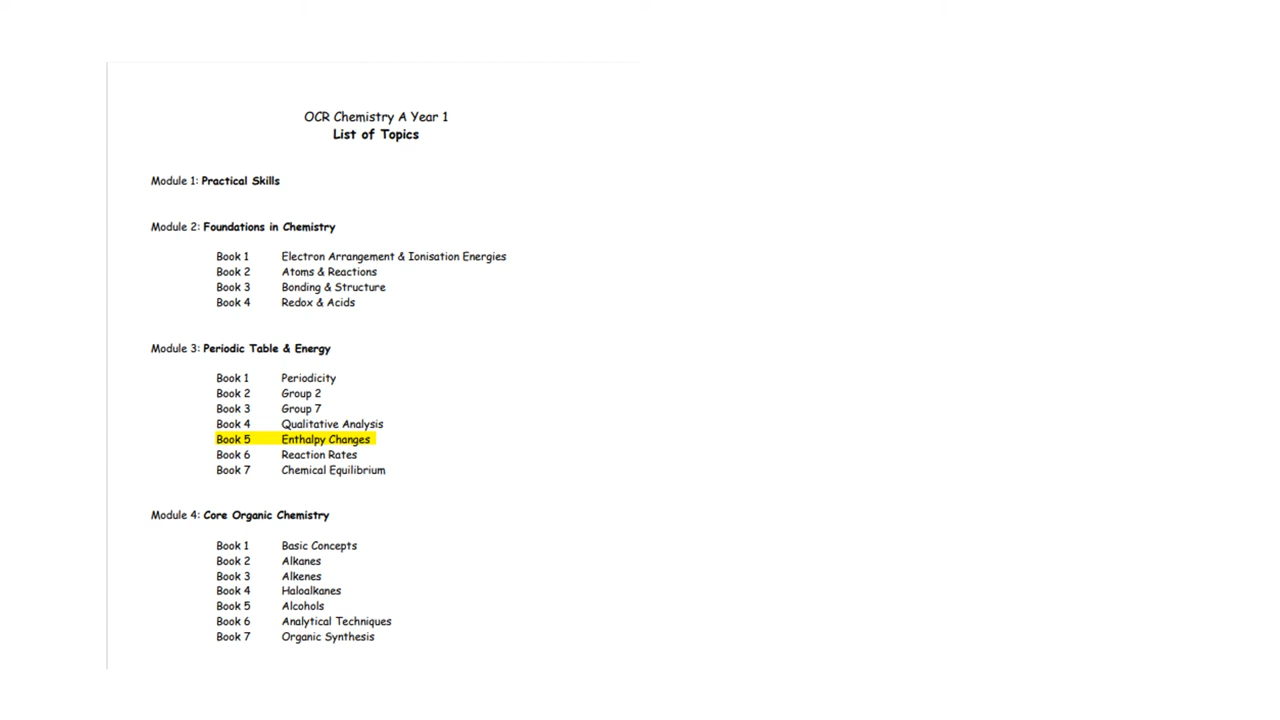 OCR Chemistry A Year 1
List of Topics
Module 1: Practical Skills
Module 2: Foundations in Chemistry
Book 1 Electron Arrangement & Ionisation Energies
Book 2 Atoms & Reactions
Book 3 Bonding & Structure
Book 4 Redox & Acids
Module 3: Periodic Table & Energy
Book 1 Periodicity
Book 2 Group 2
Book 3 Group 7
Book 4 Qualitative Analysis
Book 5 Enthalpy Changes
Book 6 Reaction Rates
Book 7 Chemical Equilibrium
Module 4: Core Organic Chemistry
Book 1 Basic Concepts
Book 2 Alkanes
Book 3 Alkenes
Book 4 Haloalkanes
Book 5 Alcohols
Book 6 Analytical Techniques
Book 7 Organic Synthesis